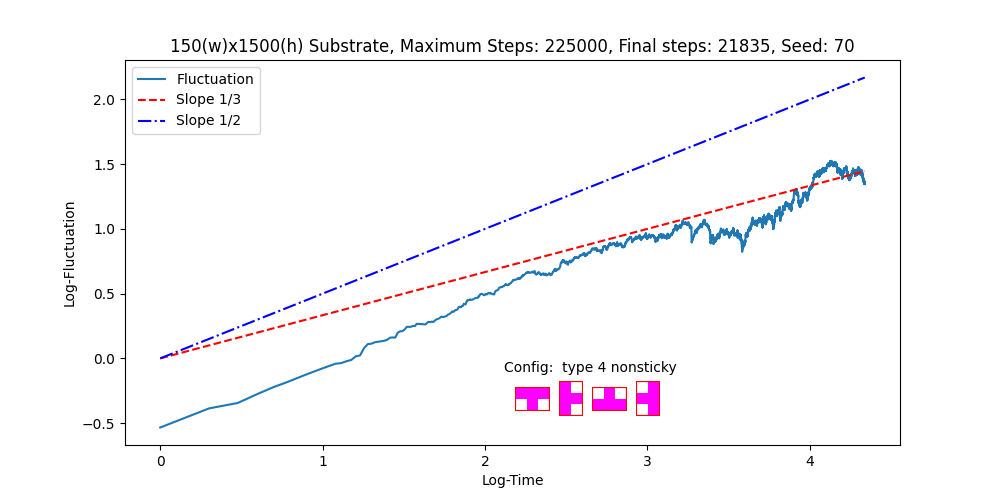 150(w)x1500(h) Substrate, Maximum Steps: 225000, Final steps: 21835, Seed: 70
Fluctuation
Slope 1/3
Slope 1/2
Log-Fluctuation
2.0
1.5
1.0
0.5
0.0
−0.5
Config:  type 4 nonsticky
0 1 2 3 4
Log-Time